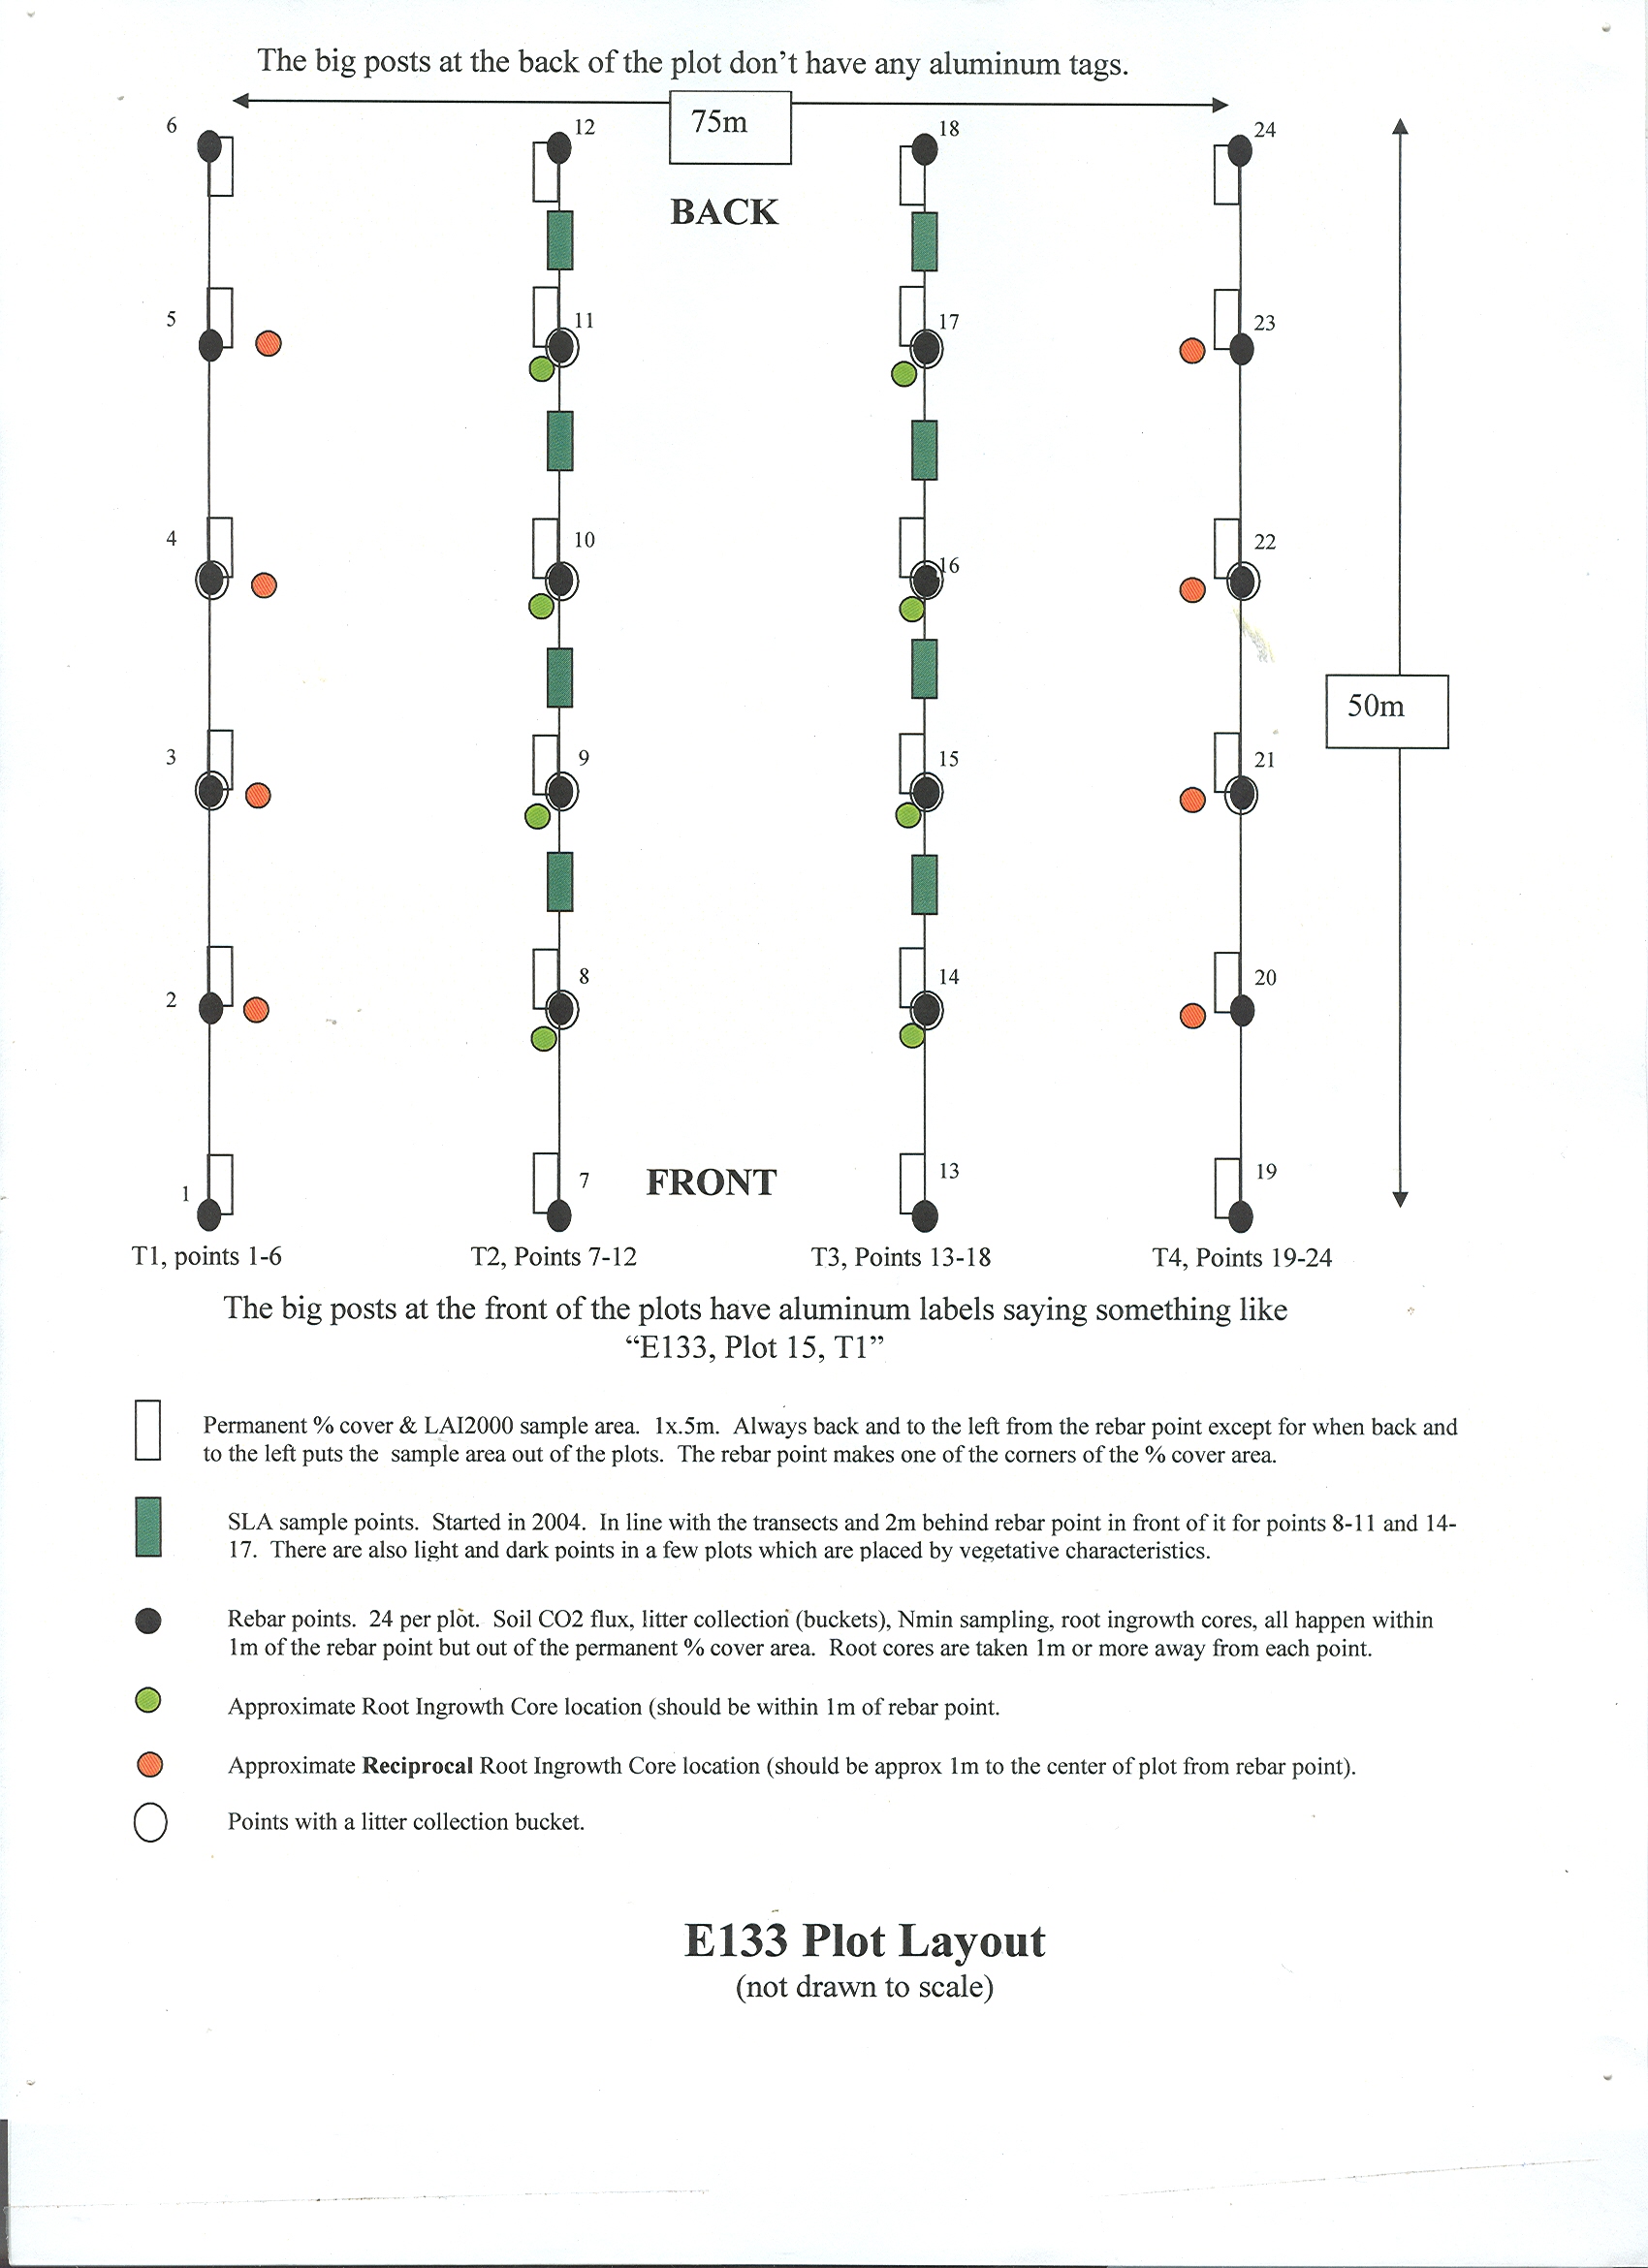 The big posts at the back of the plot don't have any aluminum tags.
75m
6
12
18
24
BACK
5
11
17
23
4
10
16
22
50m
3
9
15
21
2
8
14
20
1
7
FRONT
13
19
T1, points 1-6
T2, Points 7-12
T3, Points 13-18
T4, Points 19-24
The big posts at the front of the plots have aluminum labels saying something like
“E133, Plot 15, T1”
Permanent % cover & LAI2000 sample area.  1x.5m.  Always back and to the left from the rebar point except for when back and
to the left puts the  sample area out of the plots.  The rebar point makes one of the corners of the % cover area.
SLA sample points.  Started in 2004.  In line with the transects and 2m behind rebar point in front of it for points 8-11 and 14-
17.  There are also light and dark points in a few plots which are placed by vegetative characteristics.
Rebar points.  24 per plot.  Soil CO2 flux, litter collection (buckets), Nmin sampling, root ingrowth cores, all happen within
1m of the rebar point but out of the permanent % cover area.  Root cores are taken 1m or more away from each point.
Approximate Root Ingrowth Core location (should be within 1m of rebar point.
Approximate Reciprocal Root Ingrowth Core location (should be approx 1m to the center of plot from rebar point).
Points with a litter collection bucket.
E133 Plot Layout
(not drawn to scale)